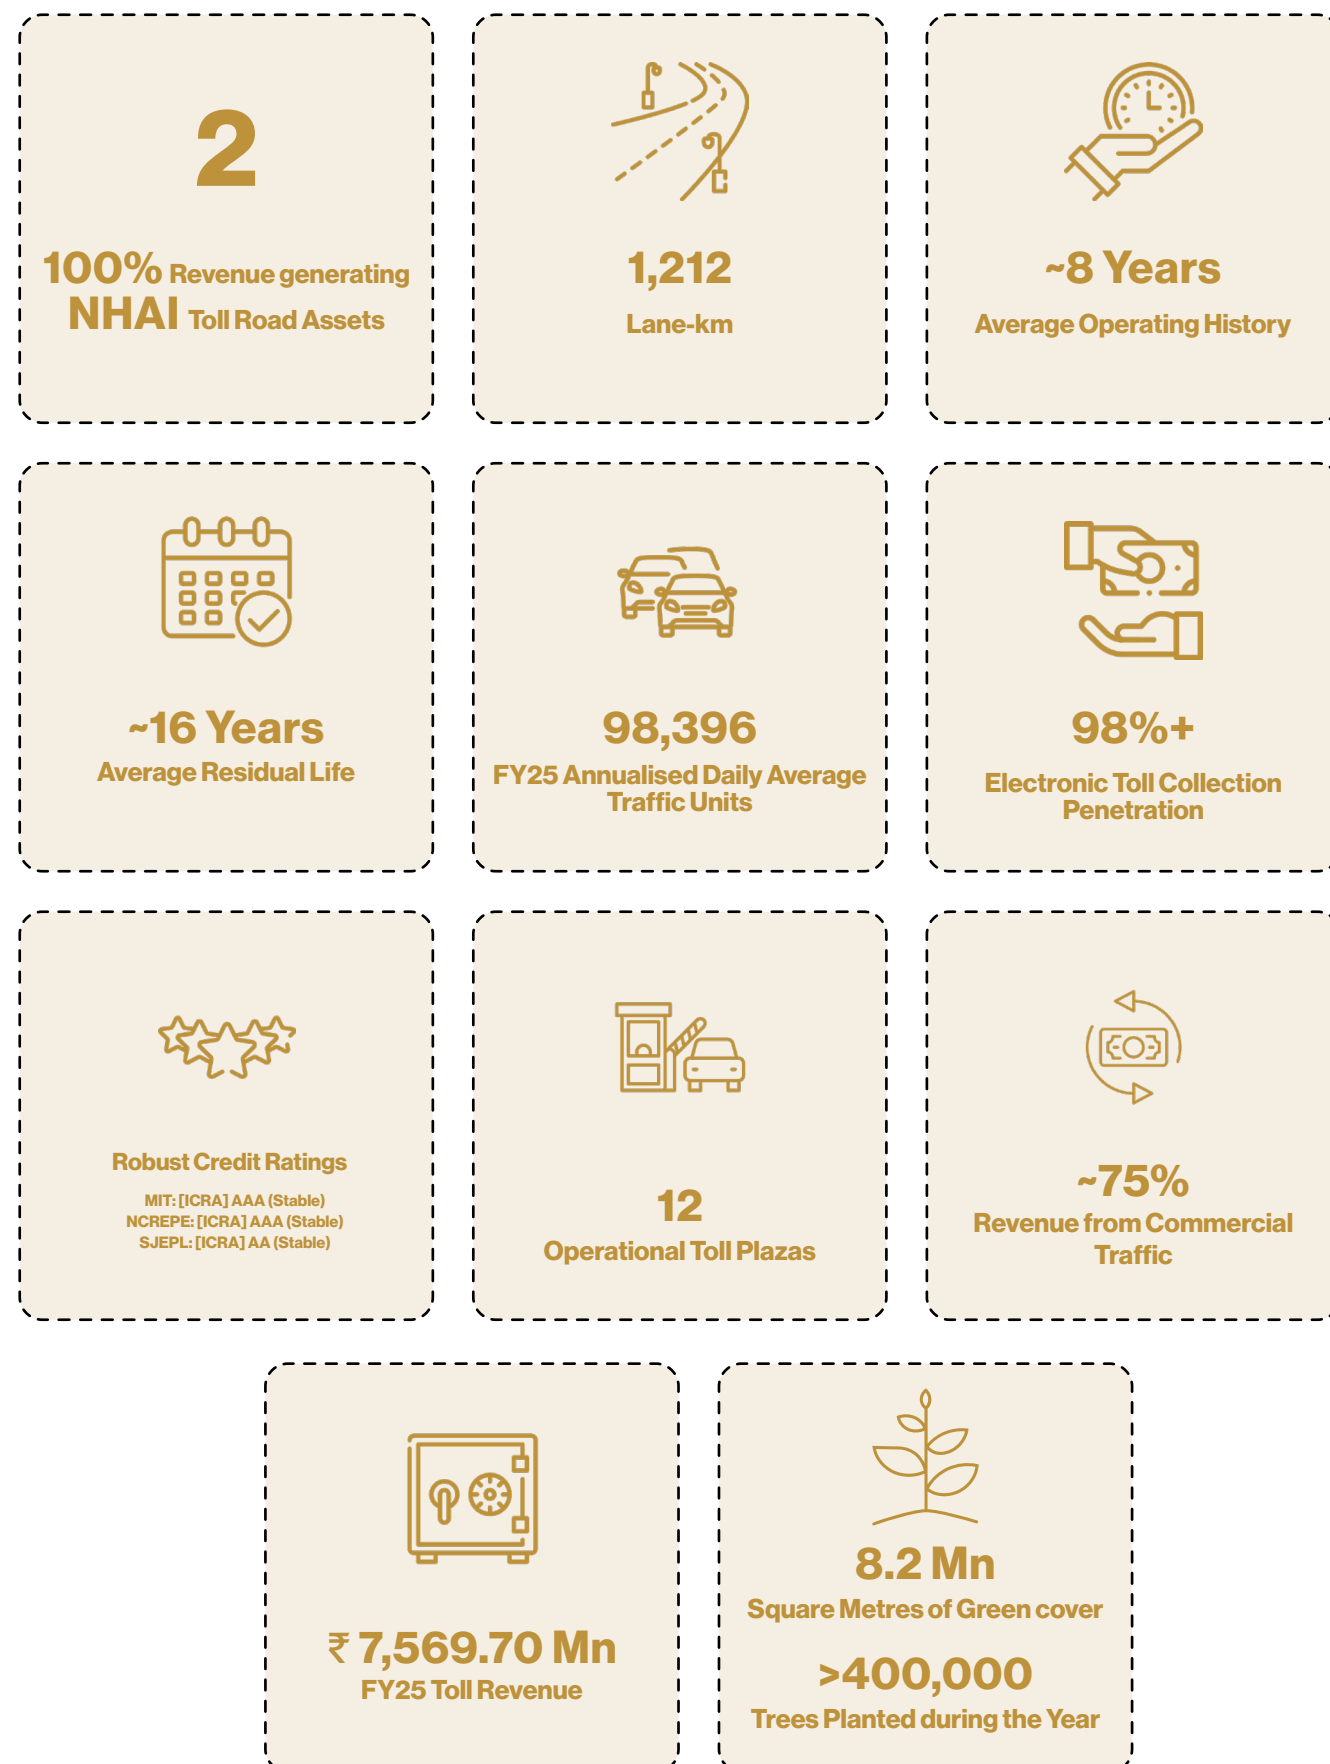 2
100% Revenue generating
NHAI Toll Road Assets
1,212
Lane-km
~8 Years
Average Operating History
~16 Years
Average Residual Life
98,396
FY25 Annualised Daily Average
Traffic Units
98%+
Electronic Toll Collection
Penetration
Robust Credit Ratings
MIT: [ICRA] AAA (Stable)
NCREPE: [ICRA] AAA (Stable)
SJEPL: [ICRA] AA (Stable)
12
Operational Toll Plazas
~75%
Revenue from Commercial
Traffic
₹ 7,569.70 Mn
FY25 Toll Revenue
8.2 Mn
Square Metres of Green cover
>400,000
Trees Planted during the Year